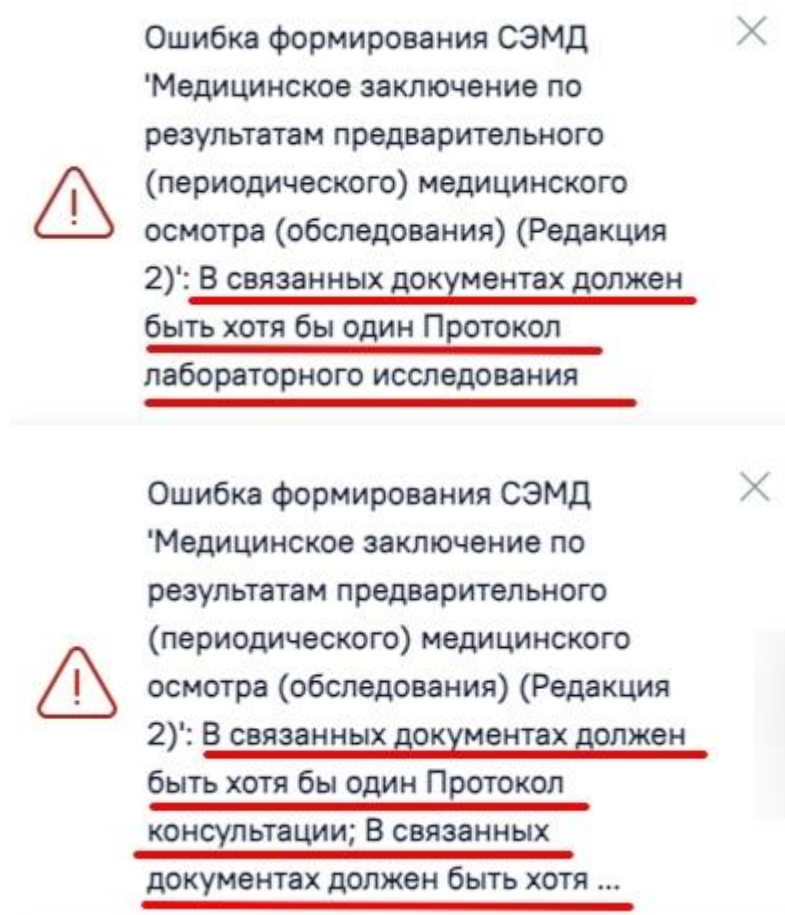 Ошибка формирования СЭМД
'Медицинское заключение по
результатам предварительного
(периодического) медицинского
осмотра (обследования) (Редакция
2)': В связанных документах должен
быть хотя бы один Протокол
лабораторного исследования
Ошибка формирования СЭМД
'Медицинское заключение по
результатам предварительного
(периодического) медицинского
осмотра (обследования) (Редакция
2)': В связанных документах должен
быть хотя бы один Протокол
консультации; В связанных
документах должен быть хотя ...